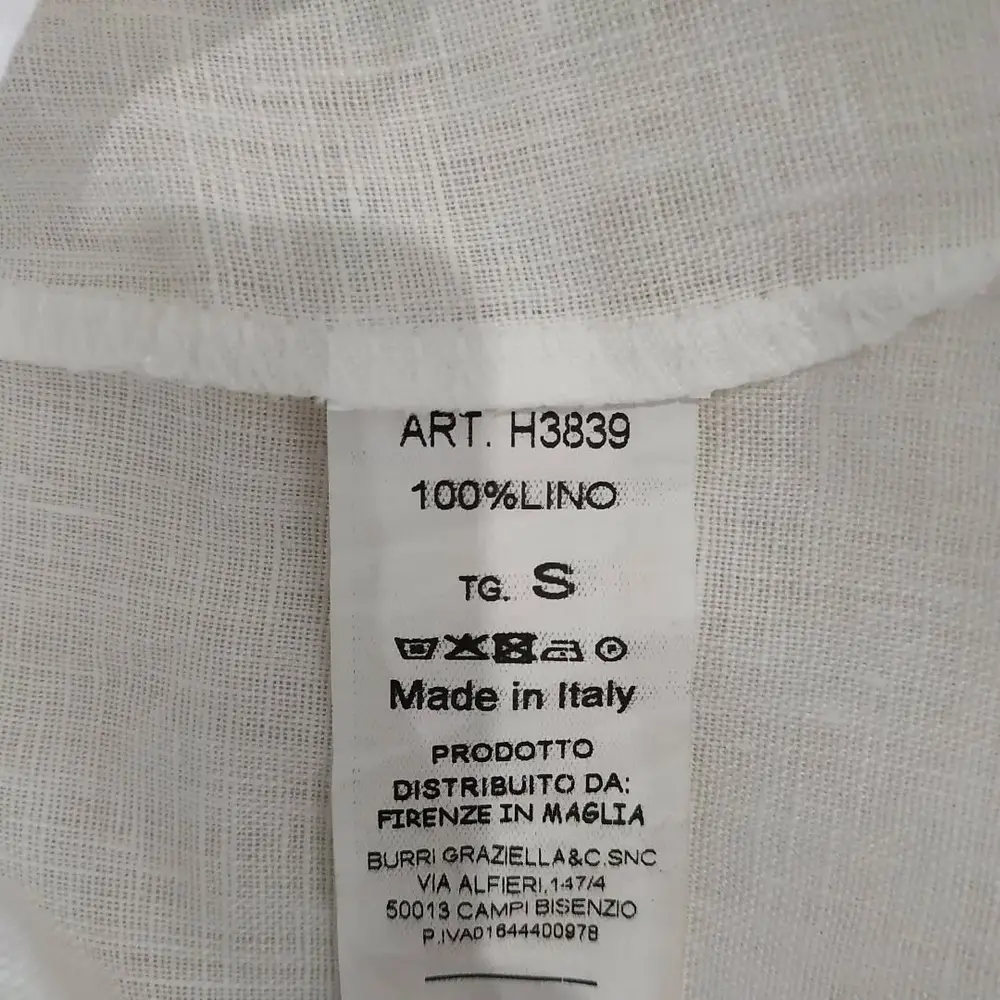 ART. H3839
100%LINO
TG. S
Made in Italy
PRODOTTO
DISTRIBUITO DA:
FIRENZE IN MAGLIA
BURRI GRAZIELLA&C.SNC
VIA ALFIERI,147/4
50013 CAMPI BISENZIO
P.IVA01644400978